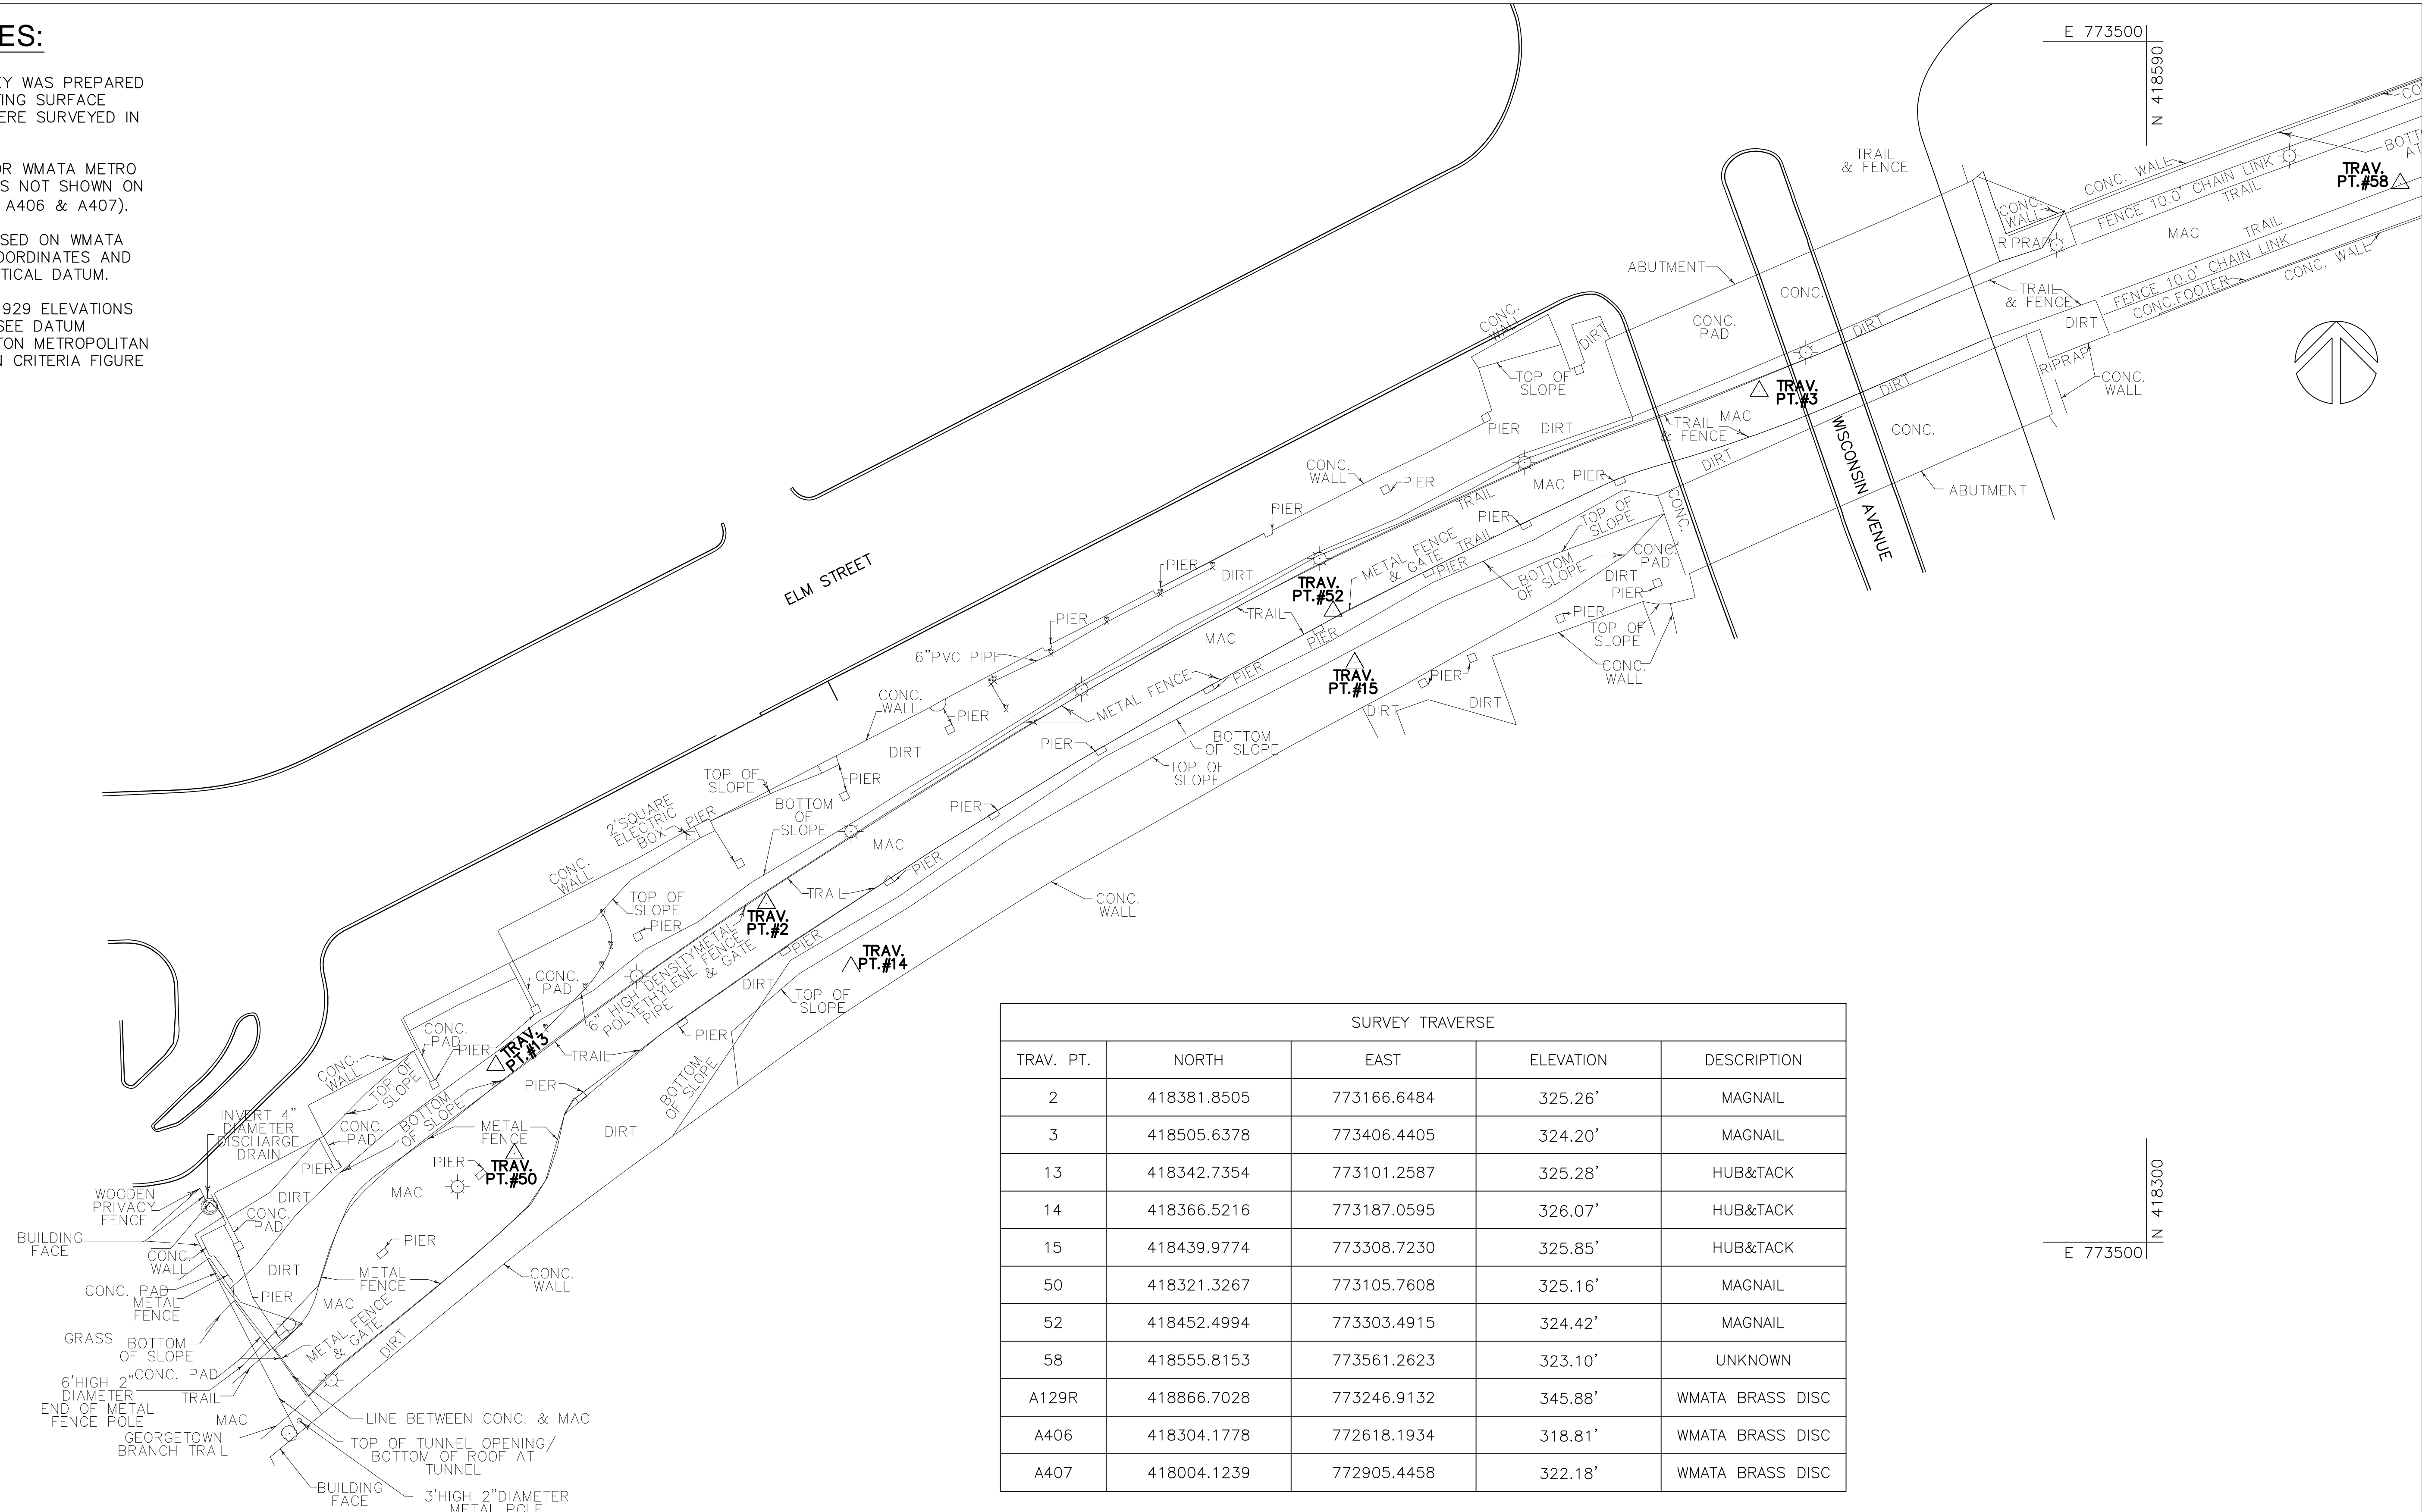 ES:
EY WAS PREPARED
TING SURFACE
ERE SURVEYED IN
OR WMATA METRO
S NOT SHOWN ON
A406 & A407).
SED ON WMATA
OORDINATES AND
TICAL DATUM.
929 ELEVATIONS
SEE DATUM
TON METROPOLITAN
N CRITERIA FIGURE
E 773500
N 418590
TRAIL
& FENCE
CONC. WALL
FENCE 10.0' CHAIN LINK
TRAIL
BOTT
AT
TRAV.
PT.#58
CONC.
WALL
RIPRAP
MAC
TRAIL
FENCE 10.0' CHAIN LINK
CONC.FOOTER
CONC. WALL
ABUTMENT
CONC.
TRAIL
& FENCE
DIRT
CONC.
PAD
DIRT
RIPRAP
CONC.
WALL
CONC.
WALL
DIRT
TOP OF
SLOPE
TRAV.
PT.#3
DIRT
MAC
TRAIL
& FENCE
PIER
DIRT
WISCONSIN AVENUE
CONC.
DIRT
ABUTMENT
CONC.
WALL
PIER
PIER
MAC
TRAIL
PIER
PIER
TOP OF
SLOPE
CONC.
PIER
METAL FENCE
& GATE
TRAIL
PIER
BOTTOM
OF SLOPE
CONC.
PAD
DIRT
PIER
PIER
TOP OF
SLOPE
CONC.
WALL
ELM STREET
PIER
DIRT
TRAV.
PT.#52
TRAIL
PIER
MAC
PIER
6"PVC PIPE
TRAV.
PT.#15
PIER
DIRT
DIRT
METAL FENCE
PIER
CONC.
WALL
PIER
DIRT
PIER
BOTTOM
OF SLOPE
TOP OF
SLOPE
TOP OF
SLOPE
PIER
2'SQUARE
ELECTRIC
BOX
PIER
BOTTOM
OF
SLOPE
PIER
MAC
PIER
CONC.
WALL
TRAIL
CONC.
WALL
TOP OF
SLOPE
PIER
TRAV.
PT.#2
PIER
TRAV.
PT.#14
METAL
FENCE
& GATE
6" HIGH DENSITY
POLYETHYLENE
PIPE
DIRT
TOP OF
SLOPE
CONC.
PAD
CONC.
PAD
PIER
TRAV.
PT.#13
TRAIL
PIER
CONC.
WALL
TOP OF
SLOPE
PIER
BOTTOM
OF SLOPE
BOTTOM
OF SLOPE
INVERT 4"
DIAMETER
DISCHARGE
DRAIN
CONC.
PAD
METAL
FENCE
DIRT
PIER
PIER
TRAV.
PT.#50
WOODEN
PRIVACY
FENCE
DIRT
MAC
CONC.
PAD
BUILDING
FACE
CONC.
WALL
PIER
DIRT
METAL
FENCE
CONC.
WALL
CONC. PAD
METAL
FENCE
PIER
MAC
GRASS
BOTTOM
OF SLOPE
METAL FENCE
& GATE
DIRT
CONC. PAD
6'HIGH 2"
DIAMETER
END OF METAL
FENCE POLE
TRAIL
MAC
GEORGETOWN
BRANCH TRAIL
LINE BETWEEN CONC. & MAC
TOP OF TUNNEL OPENING/
BOTTOM OF ROOF AT
TUNNEL
BUILDING
FACE
3'HIGH 2"DIAMETER
METAL POLE
SURVEY TRAVERSE
TRAV. PT. NORTH EAST ELEVATION DESCRIPTION
2 418381.8505 773166.6484 325.26' MAGNAIL
3 418505.6378 773406.4405 324.20' MAGNAIL
13 418342.7354 773101.2587 325.28' HUB&TACK
14 418366.5216 773187.0595 326.07' HUB&TACK
15 418439.9774 773308.7230 325.85' HUB&TACK
50 418321.3267 773105.7608 325.16' MAGNAIL
52 418452.4994 773303.4915 324.42' MAGNAIL
58 418555.8153 773561.2623 323.10' UNKNOWN
A129R 418866.7028 773246.9132 345.88' WMATA BRASS DISC
A406 418304.1778 772618.1934 318.81' WMATA BRASS DISC
A407 418004.1239 772905.4458 322.18' WMATA BRASS DISC
N 418300
E 773500